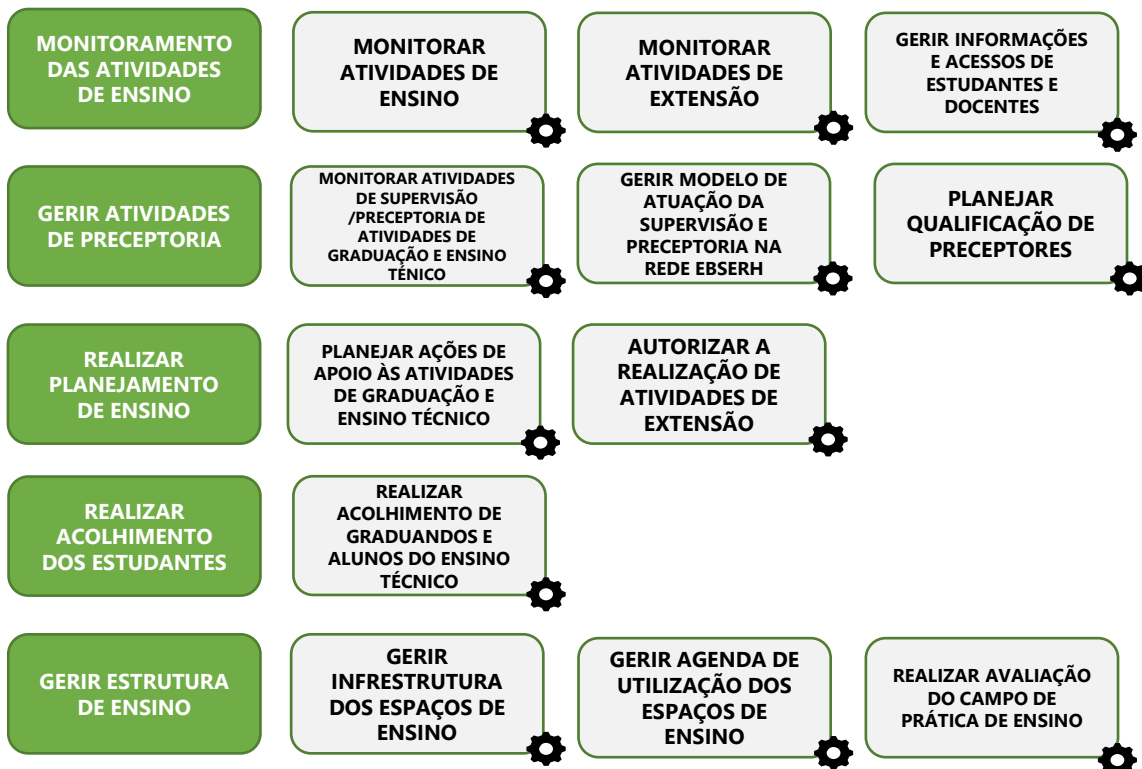 MONITORAMENTO
DAS ATIVIDADES
DE ENSINO
MONITORAR
ATIVIDADES DE
ENSINO
MONITORAR
ATIVIDADES DE
EXTENSÃO
GERIR INFORMAÇÕES
E ACESSOS DE
ESTUDANTES E
DOCENTES
GERIR ATIVIDADES
DE PRECEPTORIA
MONITORAR ATIVIDADES
DE SUPERVISÃO
/PRECEPTORIA DE
ATIVIDADES DE
GRADUAÇÃO E ENSINO
TÉNICO
GERIR MODELO DE
ATUAÇÃO DA
SUPERVISÃO E
PRECEPTORIA NA
REDE EBSERH
PLANEJAR
QUALIFICAÇÃO DE
PRECEPTORES
REALIZAR
PLANEJAMENTO
DE ENSINO
PLANEJAR AÇÕES DE
APOIO ÀS ATIVIDADES
DE GRADUAÇÃO E
ENSINO TÉCNICO
AUTORIZAR A
REALIZAÇÃO DE
ATIVIDADES DE
EXTENSÃO
REALIZAR
ACOLHIMENTO
DOS ESTUDANTES
REALIZAR
ACOLHIMENTO DE
GRADUANDOS E
ALUNOS DO ENSINO
TÉCNICO
GERIR ESTRUTURA
DE ENSINO
GERIR
INFRESTRUTURA
DOS ESPAÇOS DE
ENSINO
GERIR AGENDA DE
UTILIZAÇÃO DOS
ESPAÇOS DE
ENSINO
REALIZAR AVALIAÇÃO
DO CAMPO DE
PRÁTICA DE ENSINO